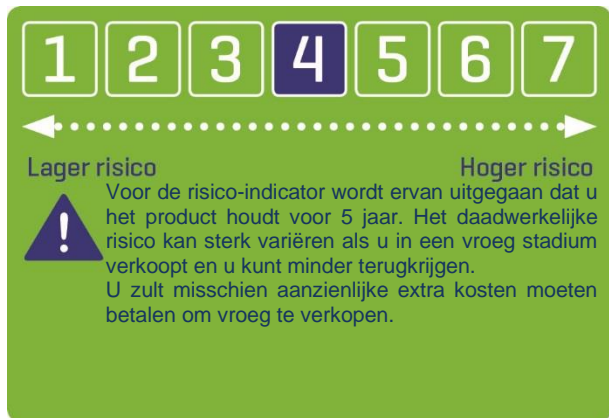 1 2 3 4 5 6 7
Lager risico Hoger risico
Voor de risico-indicator wordt ervan uitgegaan dat u
het product houdt voor 5 jaar. Het daadwerkelijke
risico kan sterk variëren als u in een vroeg stadium
verkoopt en u kunt minder terugkrijgen.
U zult misschien aanzienlijke extra kosten moeten
betalen om vroeg te verkopen.